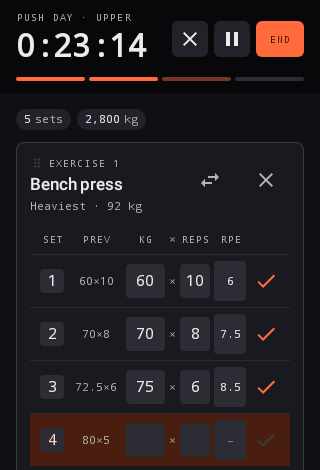 PUSH DAY · UPPER
0:23:14
END
5 sets 2,800 kg
EXERCISE 1
Bench press
Heaviest · 92 kg
SET PREV KG × REPS RPE
1 60×10 60 × 10 6
2 70×8 70 × 8 7.5
3 72.5×6 75 × 6 8.5
4 80×5 × –